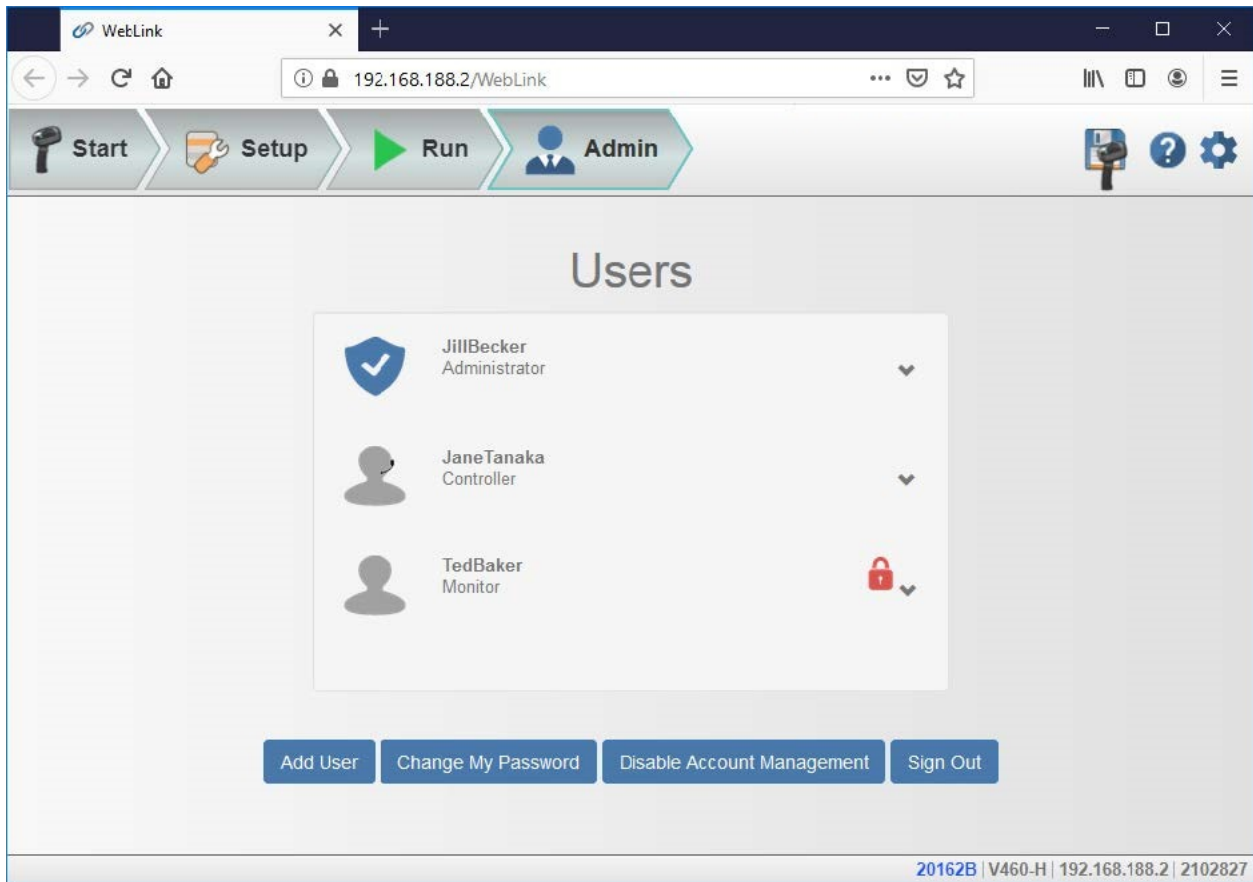 WebLink
192.168.188.2/WebLink
Start
Setup
Run
Admin
Users
JillBecker
Administrator
JaneTanaka
Controller
TedBaker
Monitor
Add User
Change My Password
Disable Account Management
Sign Out
20162B | V460-H | 192.168.188.2 | 2102827